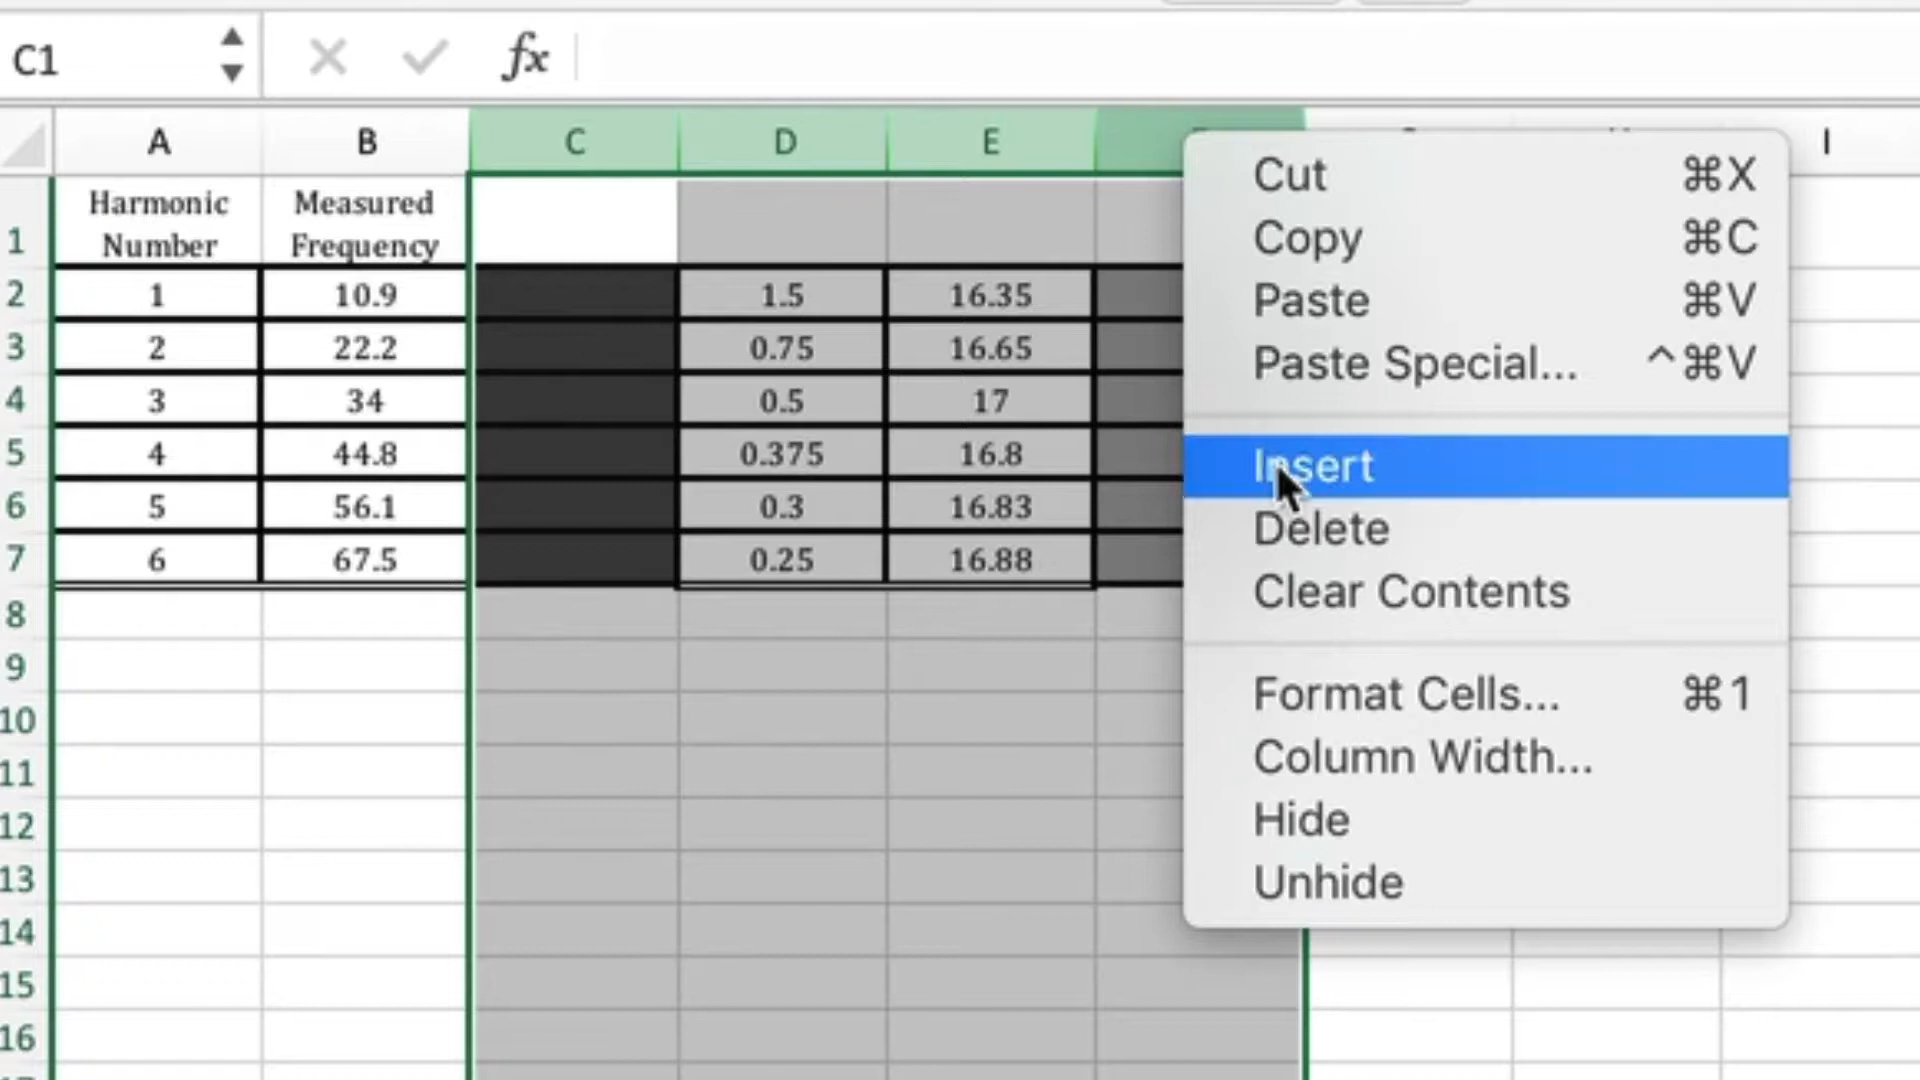 C1 fx
A B C D E I
Harmonic Measured
1 Number Frequency
2 1 10.9 1.5 16.35
3 2 22.2 0.75 16.65
4 3 34 0.5 17
5 4 44.8 0.375 16.8
6 5 56.1 0.3 16.83
7 6 67.5 0.25 16.88
8
9
10
11
12
13
14
15
16
Cut ⌘X
Copy ⌘C
Paste ⌘V
Paste Special... ^⌘V
Insert
Delete
Clear Contents
Format Cells... ⌘1
Column Width...
Hide
Unhide